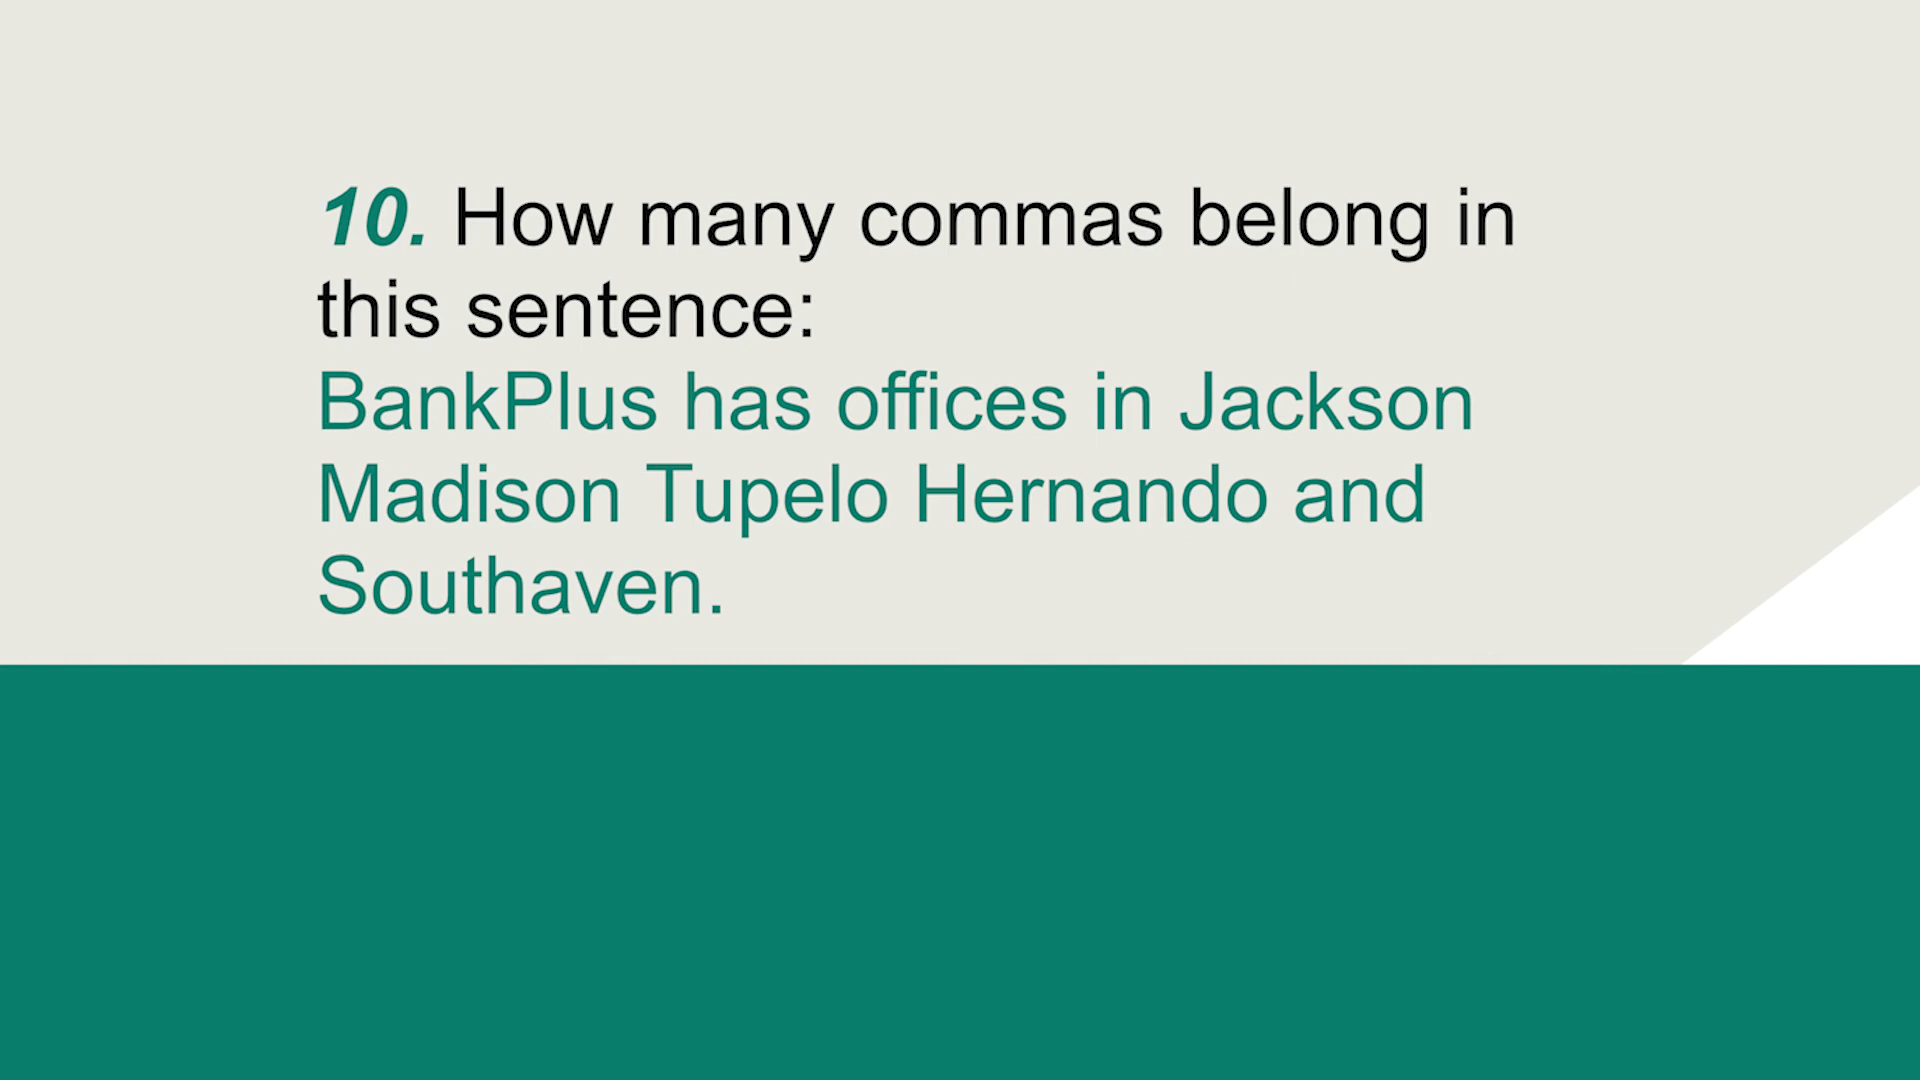 10. How many commas belong in
this sentence:
BankPlus has offices in Jackson
Madison Tupelo Hernando and
Southaven.